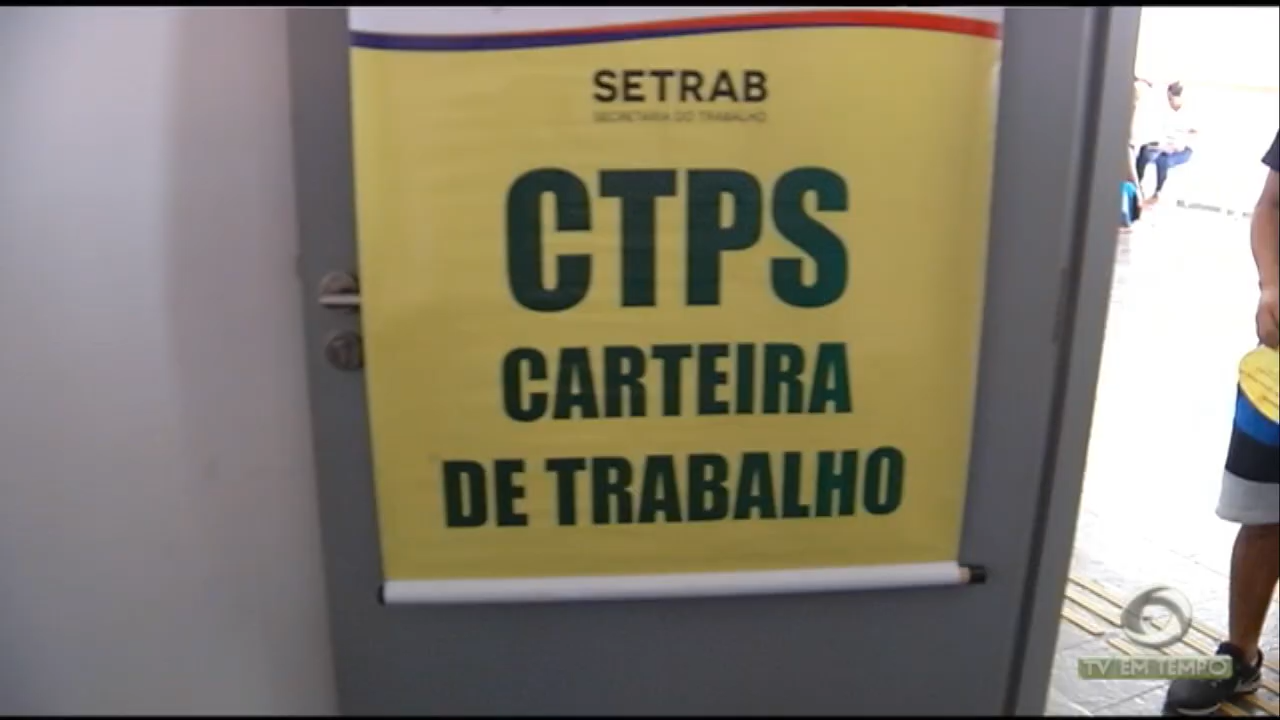 SETRAB
SECRETARIA DO TRABALHO
CTPS
CARTEIRA
DE TRABALHO
TV EM TEMPO